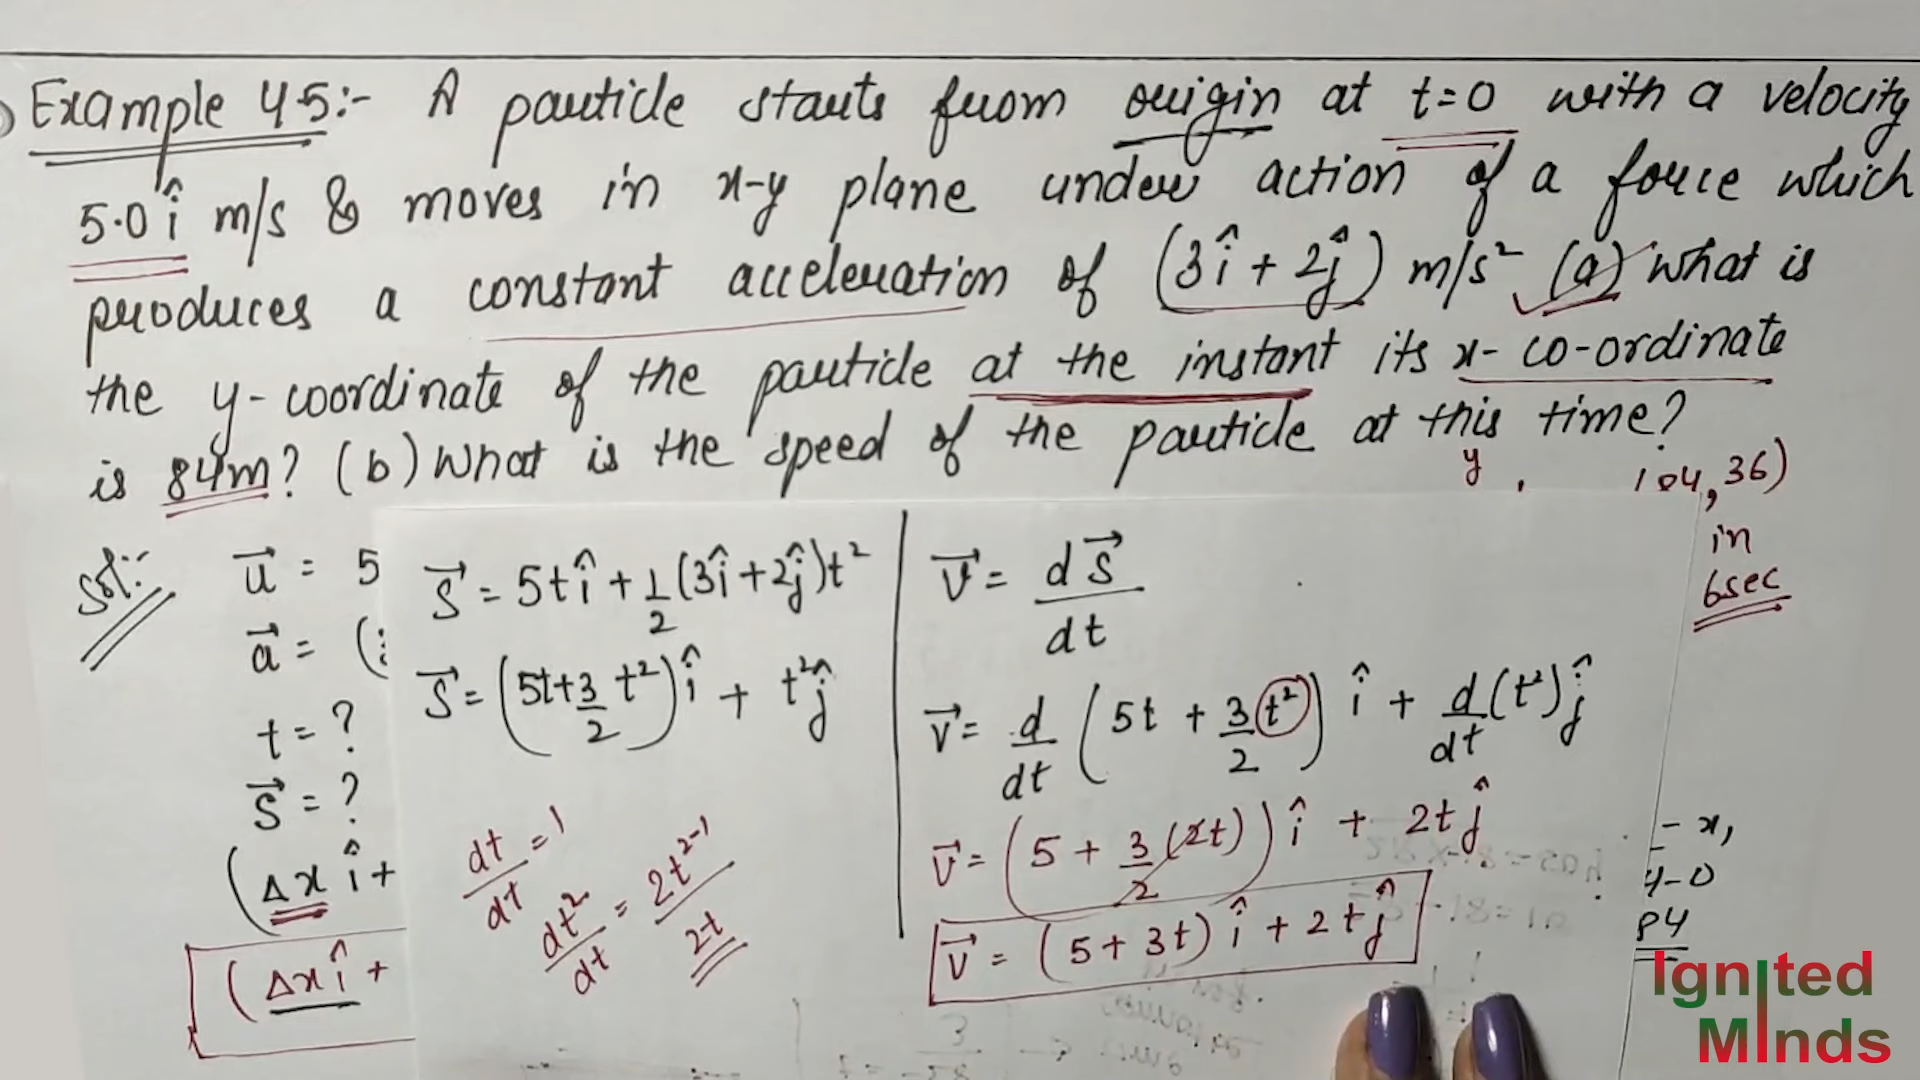 Example 4.5:- A particle starts from origin at t=0 with a velocity
5.0 î m/s & moves in x-y plane under action of a force which
produces a constant acceleration of (3î + 2ĵ) m/s² (a) What is
the y-coordinate of the particle at the instant its x-co-ordinate
is 84m? (b) What is the speed of the particle at this time?
y
84, 36)
in
6sec
Sol:-
u⃗ = 5
a⃗ = (3
t = ?
S⃗ = ?
(Δx î +
(Δx î +
S⃗ = 5t î + 1/2 (3î + 2ĵ) t²
S⃗ = (5t + 3/2 t²) î + t² ĵ
dt/dt = 1
dt²/dt = 2t²⁻¹
2t
v⃗ = dS⃗/dt
v⃗ = d/dt (5t + 3/2 t²) î + d/dt (t²) ĵ
v⃗ = (5 + 3/2 (2t)) î + 2t ĵ
v⃗ = (5 + 3t) î + 2t ĵ
- x,
4-0
84
Ignited
Minds